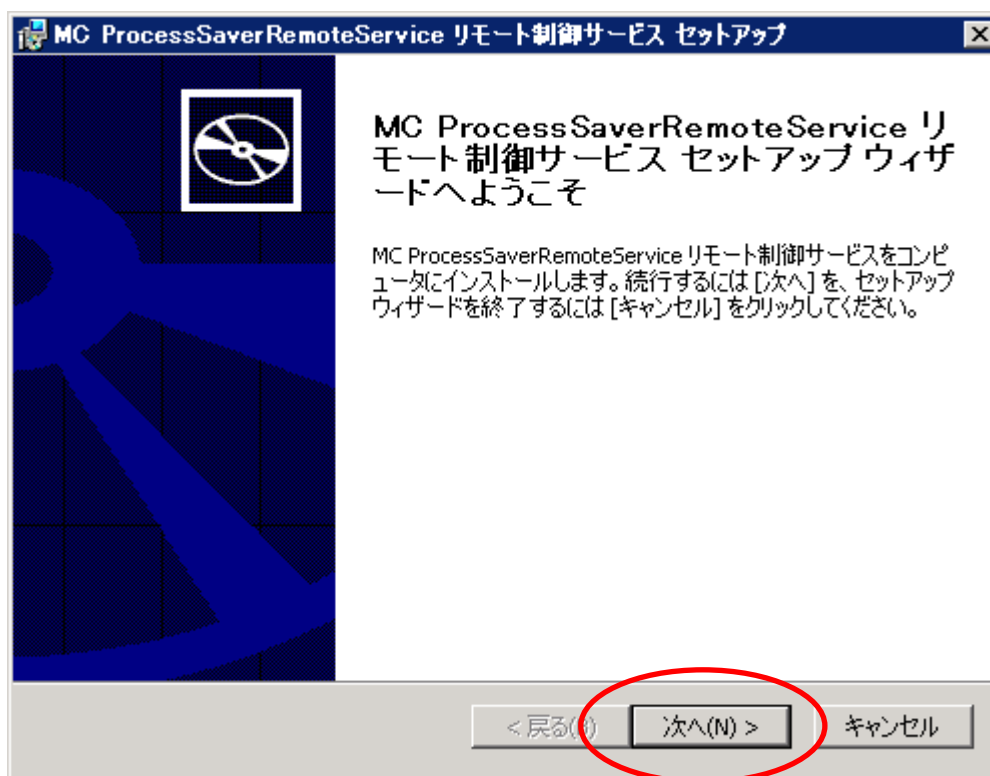 MC ProcessSaverRemoteService リモート制御サービス セットアップ
MC ProcessSaverRemoteService リ
モート制御サービス セットアップ ウィザ
ードへようこそ
MC ProcessSaverRemoteService リモート制御サービスをコンピ
ュータにインストールします。続行するには [次へ] を、セットアップ
ウィザードを終了するには [キャンセル] をクリックしてください。
< 戻る(B) 次へ(N) > キャンセル